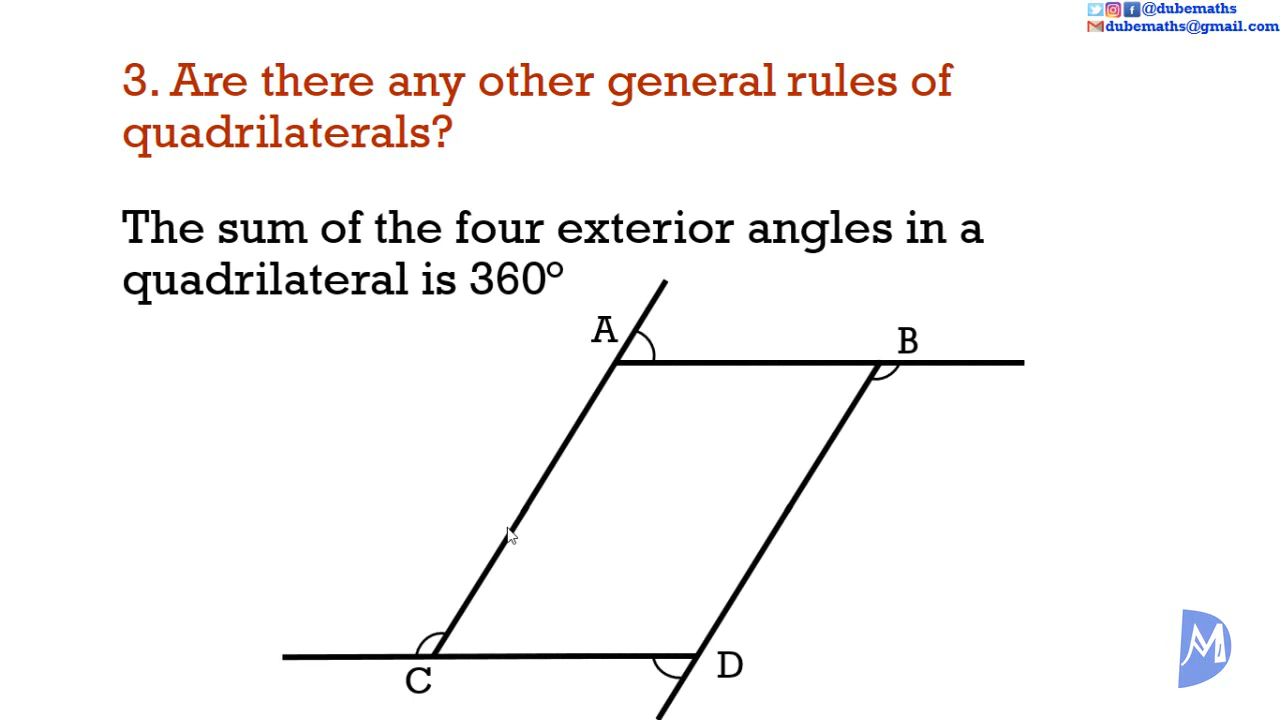 @dubemaths
dubemaths@gmail.com
3. Are there any other general rules of
quadrilaterals?
The sum of the four exterior angles in a
quadrilateral is 360°
A
B
C
D
DM